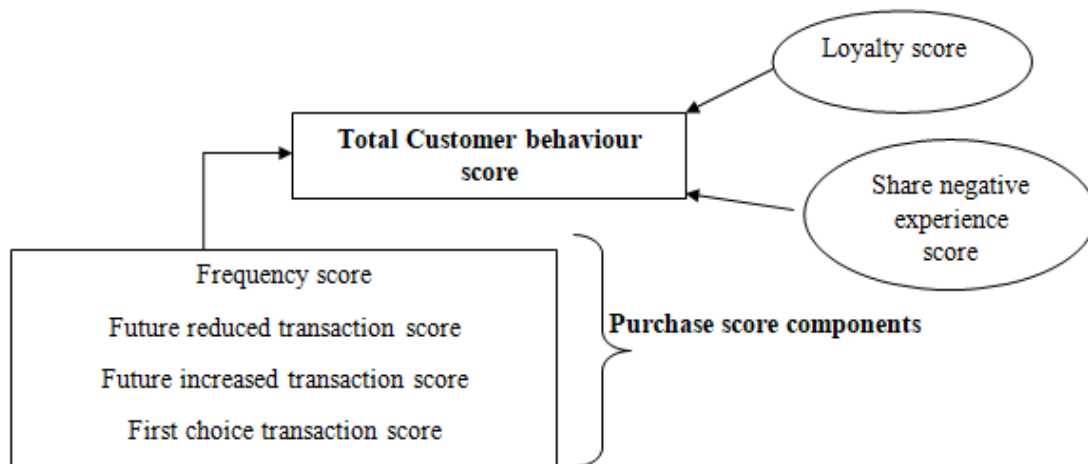 Loyalty score
Total Customer behaviour
score
Share negative
experience
score
Frequency score
Future reduced transaction score
Future increased transaction score
First choice transaction score
Purchase score components